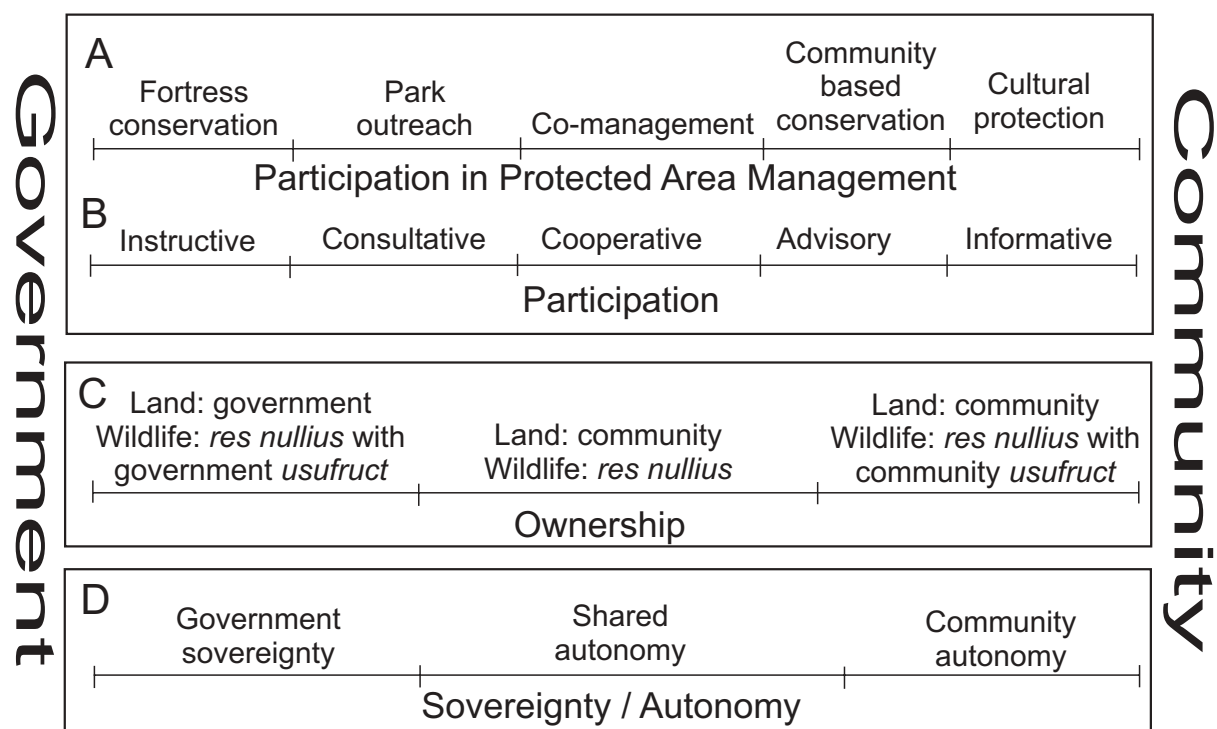 Government
A
Fortress
conservation
Park
outreach
Co-management
Community
based
conservation
Cultural
protection
Participation in Protected Area Management
B
Instructive
Consultative
Cooperative
Advisory
Informative
Participation
C
Land: government
Wildlife: res nullius with
government usufruct
Land: community
Wildlife: res nullius
Land: community
Wildlife: res nullius with
community usufruct
Ownership
D
Government
sovereignty
Shared
autonomy
Community
autonomy
Sovereignty / Autonomy
Community